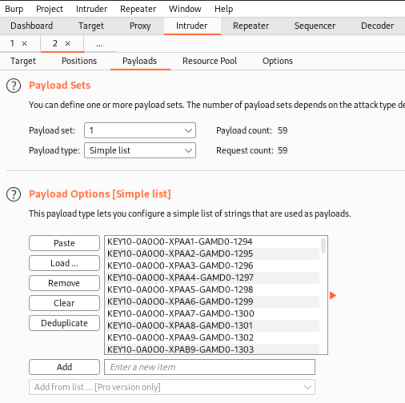 Burp Project Intruder Repeater Window Help
Dashboard Target Proxy Intruder Repeater Sequencer Decoder
1 × 2 × ...
Target Positions Payloads Resource Pool Options
? Payload Sets
You can define one or more payload sets. The number of payload sets depends on the attack type de
Payload set: 1 Payload count: 59
Payload type: Simple list Request count: 59
? Payload Options [Simple list]
This payload type lets you configure a simple list of strings that are used as payloads.
Paste
Load ...
Remove
Clear
Deduplicate
KEY10-0A0O0-XPAA1-GAMD0-1294
KEY10-0A0O0-XPAA2-GAMD0-1295
KEY10-0A0O0-XPAA3-GAMD0-1296
KEY10-0A0O0-XPAA4-GAMD0-1297
KEY10-0A0O0-XPAA5-GAMD0-1298
KEY10-0A0O0-XPAA6-GAMD0-1299
KEY10-0A0O0-XPAA7-GAMD0-1300
KEY10-0A0O0-XPAA8-GAMD0-1301
KEY10-0A0O0-XPAA9-GAMD0-1302
KEY10-0A0O0-XPAB9-GAMD0-1303
Add Enter a new item
Add from list ... [Pro version only]